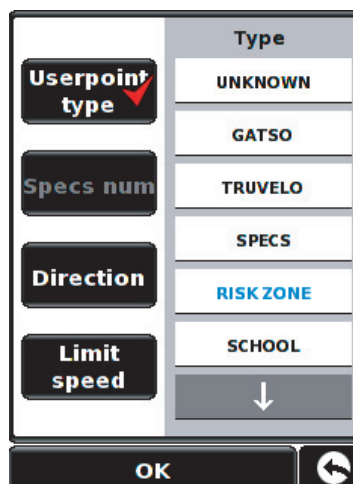 Userpoint
type
Specs num
Direction
Limit
speed
Type
UNKNOWN
GATSO
TRUVELO
SPECS
RISK ZONE
SCHOOL
↓
OK